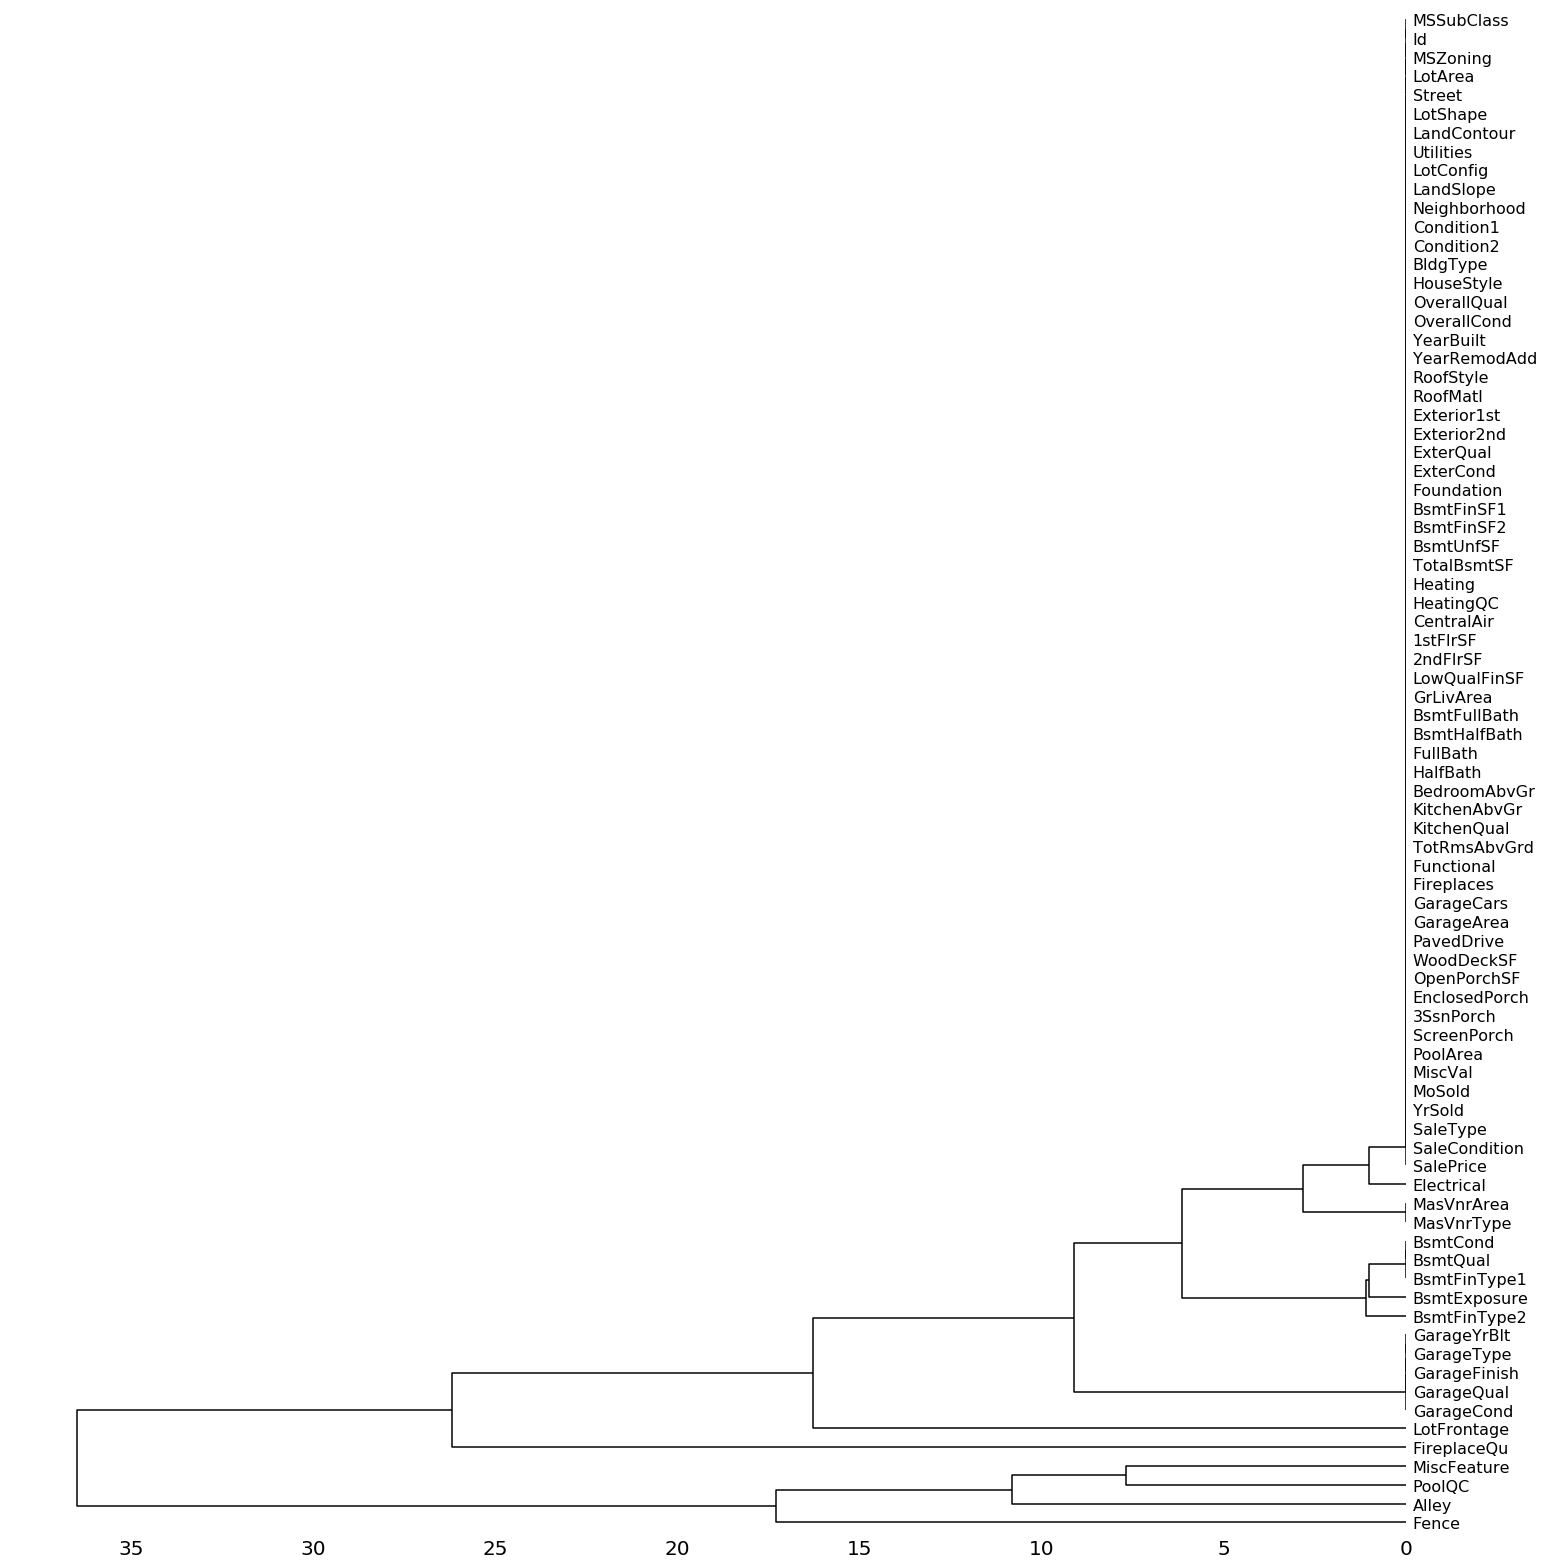 MSSubClass
Id
MSZoning
LotArea
Street
LotShape
LandContour
Utilities
LotConfig
LandSlope
Neighborhood
Condition1
Condition2
BldgType
HouseStyle
OverallQual
OverallCond
YearBuilt
YearRemodAdd
RoofStyle
RoofMatl
Exterior1st
Exterior2nd
ExterQual
ExterCond
Foundation
BsmtFinSF1
BsmtFinSF2
BsmtUnfSF
TotalBsmtSF
Heating
HeatingQC
CentralAir
1stFlrSF
2ndFlrSF
LowQualFinSF
GrLivArea
BsmtFullBath
BsmtHalfBath
FullBath
HalfBath
BedroomAbvGr
KitchenAbvGr
KitchenQual
TotRmsAbvGrd
Functional
Fireplaces
GarageCars
GarageArea
PavedDrive
WoodDeckSF
OpenPorchSF
EnclosedPorch
3SsnPorch
ScreenPorch
PoolArea
MiscVal
MoSold
YrSold
SaleType
SaleCondition
SalePrice
Electrical
MasVnrArea
MasVnrType
BsmtCond
BsmtQual
BsmtFinType1
BsmtExposure
BsmtFinType2
GarageYrBlt
GarageType
GarageFinish
GarageQual
GarageCond
LotFrontage
FireplaceQu
MiscFeature
PoolQC
Alley
Fence
35 30 25 20 15 10 5 0